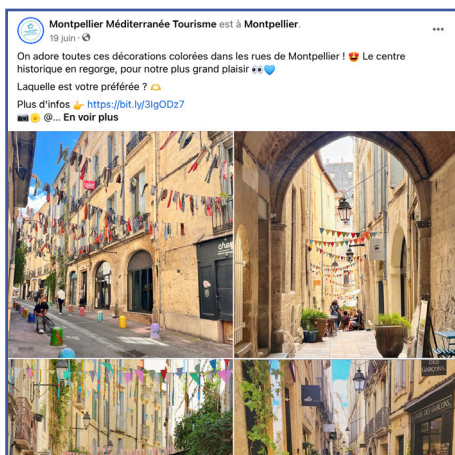 Montpellier Méditerranée Tourisme est à Montpellier.
19 juin ·
On adore toutes ces décorations colorées dans les rues de Montpellier ! 😍 Le centre
historique en regorge, pour notre plus grand plaisir 👀💙
Laquelle est votre préférée ? 🫶
Plus d'infos 👉 https://bit.ly/3IgODz7
📷🌞 @... En voir plus
GARÇONS